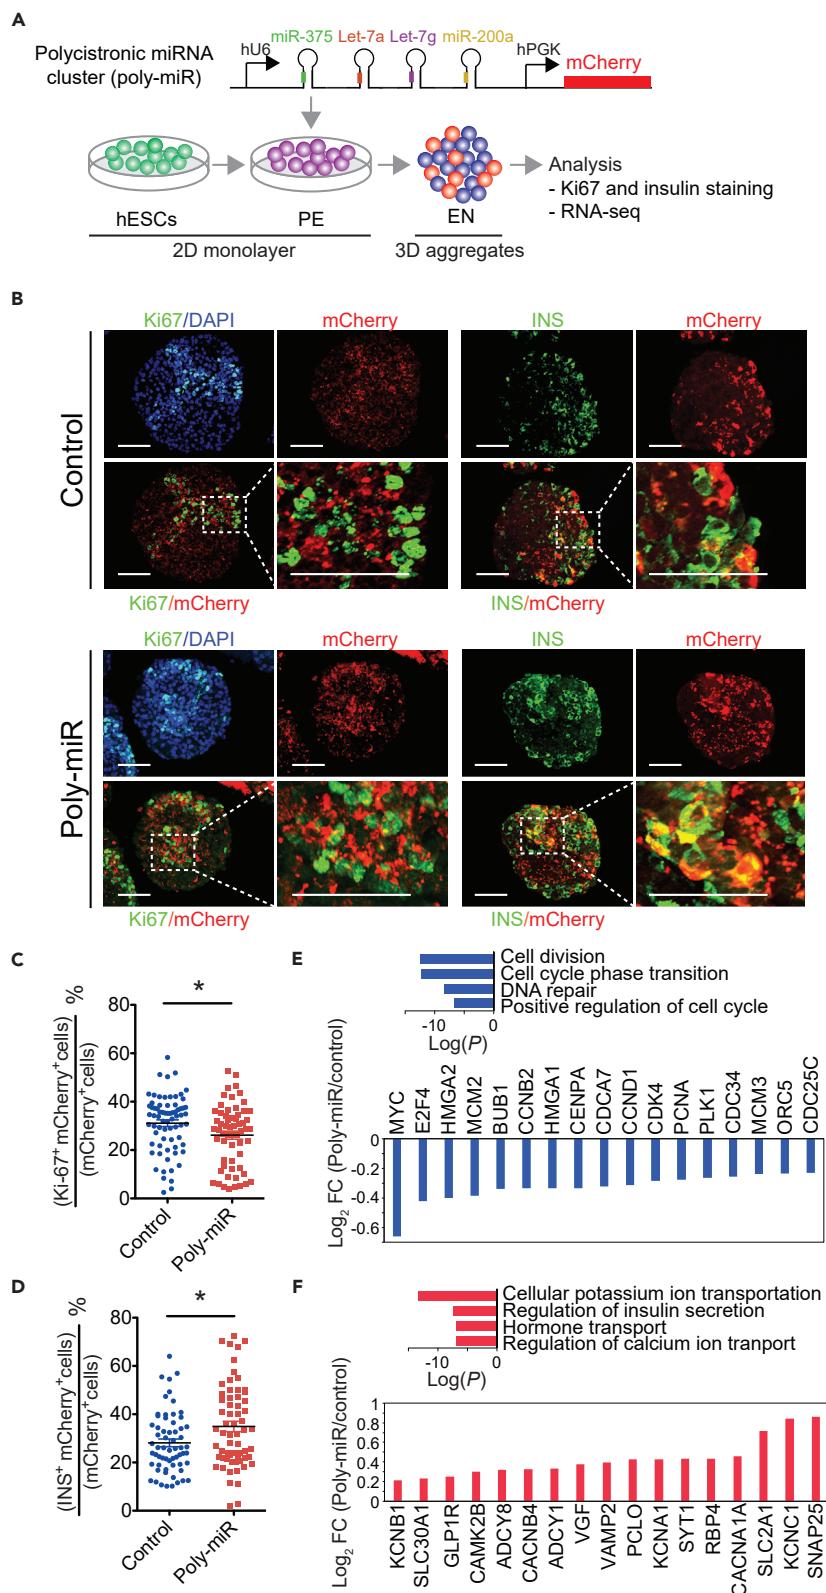 A
Polycistronic miRNA
cluster (poly-miR)
hU6
miR-375 Let-7a Let-7g miR-200a
hPGK
mCherry
hESCs
PE
EN
2D monolayer
3D aggregates
Analysis
- Ki67 and insulin staining
- RNA-seq
B
Control
Ki67/DAPI
mCherry
INS
mCherry
Ki67/mCherry
INS/mCherry
Poly-miR
Ki67/DAPI
mCherry
INS
mCherry
Ki67/mCherry
INS/mCherry
C
%
(Ki-67+ mCherry+cells)
(mCherry+cells)
80
60
40
20
0
*
Control
Poly-miR
D
%
(INS+ mCherry+cells)
(mCherry+cells)
80
60
40
20
0
*
Control
Poly-miR
E
Cell division
Cell cycle phase transition
DNA repair
Positive regulation of cell cycle
-10
0
Log(P)
Log2 FC (Poly-miR/control)
MYC
E2F4
HMGA2
MCM2
BUB1
CCNB2
HMGA1
CENPA
CDCA7
CCND1
CDK4
PCNA
PLK1
CDC34
MCM3
ORC5
CDC25C
0
-0.2
-0.4
-0.6
F
Cellular potassium ion transportation
Regulation of insulin secretion
Hormone transport
Regulation of calcium ion tranport
-10
0
Log(P)
Log2 FC (Poly-miR/control)
1
0.8
0.6
0.4
0.2
0
KCNB1
SLC30A1
GLP1R
CAMK2B
ADCY8
CACNB4
ADCY1
VGF
VAMP2
PCLO
KCNA1
SYT1
RBP4
CACNA1A
SLC2A1
KCNC1
SNAP25